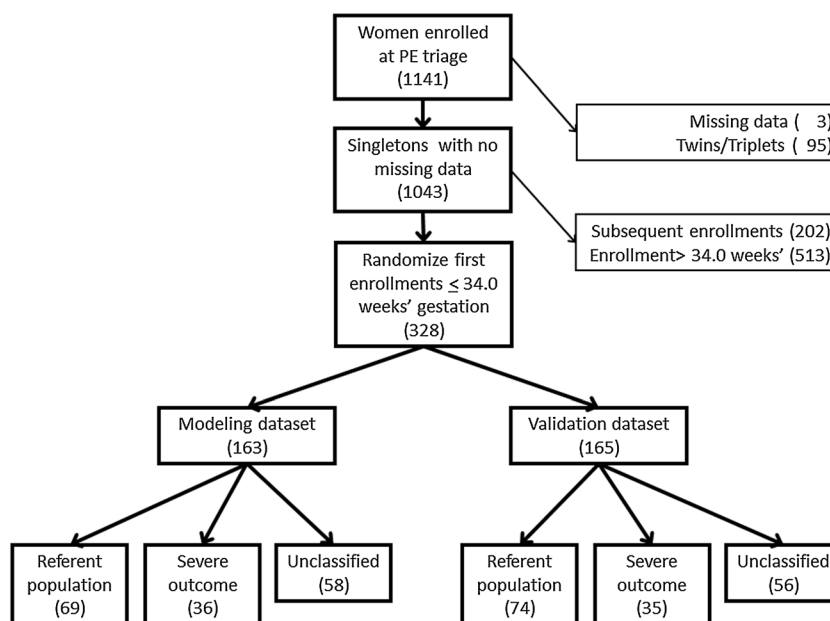 Women enrolled
at PE triage
(1141)
Missing data (   3)
Twins/Triplets (  95)
Singletons  with no
missing data
(1043)
Subsequent enrollments (202)
Enrollment> 34.0 weeks’ (513)
Randomize first
enrollments ≤ 34.0
weeks’ gestation
(328)
Modeling dataset
(163)
Validation dataset
(165)
Referent
population
(69)
Severe
outcome
(36)
Unclassified
(58)
Referent
population
(74)
Severe
outcome
(35)
Unclassified
(56)